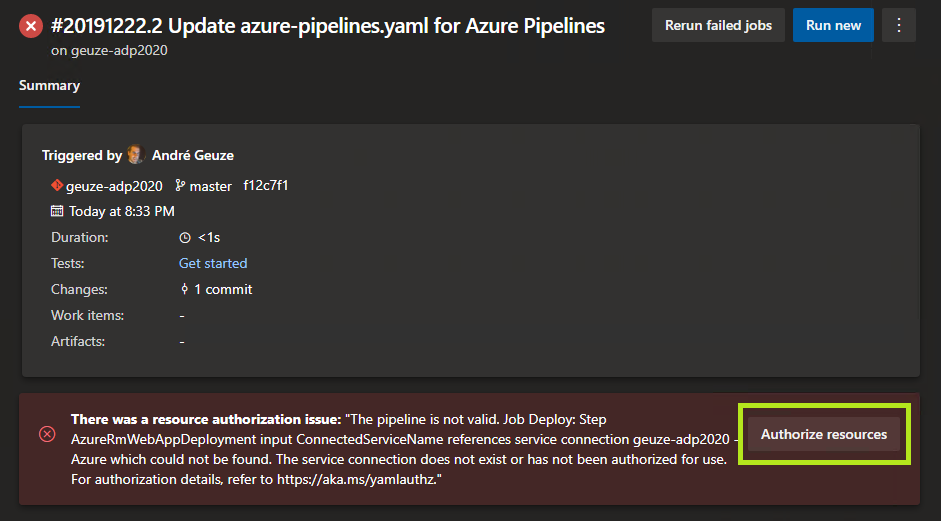 #20191222.2 Update azure-pipelines.yaml for Azure Pipelines
Rerun failed jobs
Run new
on geuze-adp2020
Summary
Triggered by André Geuze
geuze-adp2020 master f12c7f1
Today at 8:33 PM
Duration: <1s
Tests: Get started
Changes: 1 commit
Work items: -
Artifacts: -
There was a resource authorization issue: "The pipeline is not valid. Job Deploy: Step
AzureRmWebAppDeployment input ConnectedServiceName references service connection geuze-adp2020 -
Azure which could not be found. The service connection does not exist or has not been authorized for use.
For authorization details, refer to https://aka.ms/yamlauthz."
Authorize resources